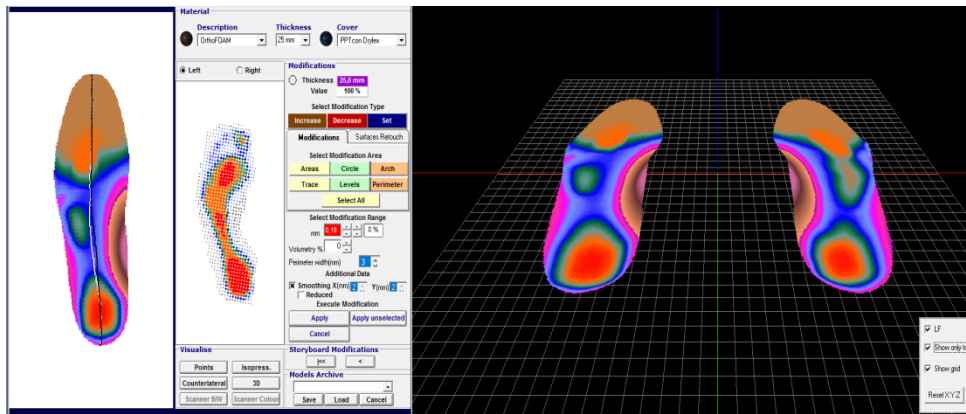 Material
Description Thickness Cover
OrthoFOAM 25 mm PPT con Drylex
Left Right
Modifications
Thickness 25,0 mm
Value 100 %
Select Modification Type
Increase Decrease Set
Modifications Surfaces Retouch
Select Modification Area
Areas Circle Arch
Trace Levels Perimeter
Select All
Select Modification Range
mm 0,10 0 %
Volumetry % 0
Perimeter width(mm) 3
Additional Data
Smoothing X(mm) 2 Y(mm) 2
Reduced
Execute Modification
Apply Apply unselected
Cancel
Visualise
Points Isopress.
Counterlateral 3D
Scanner B/W Scanner Colour
Storyboard Modifications
|<< <
Models Archive
Save Load Cancel
LF
Show only
Show grid
Reset X Y Z